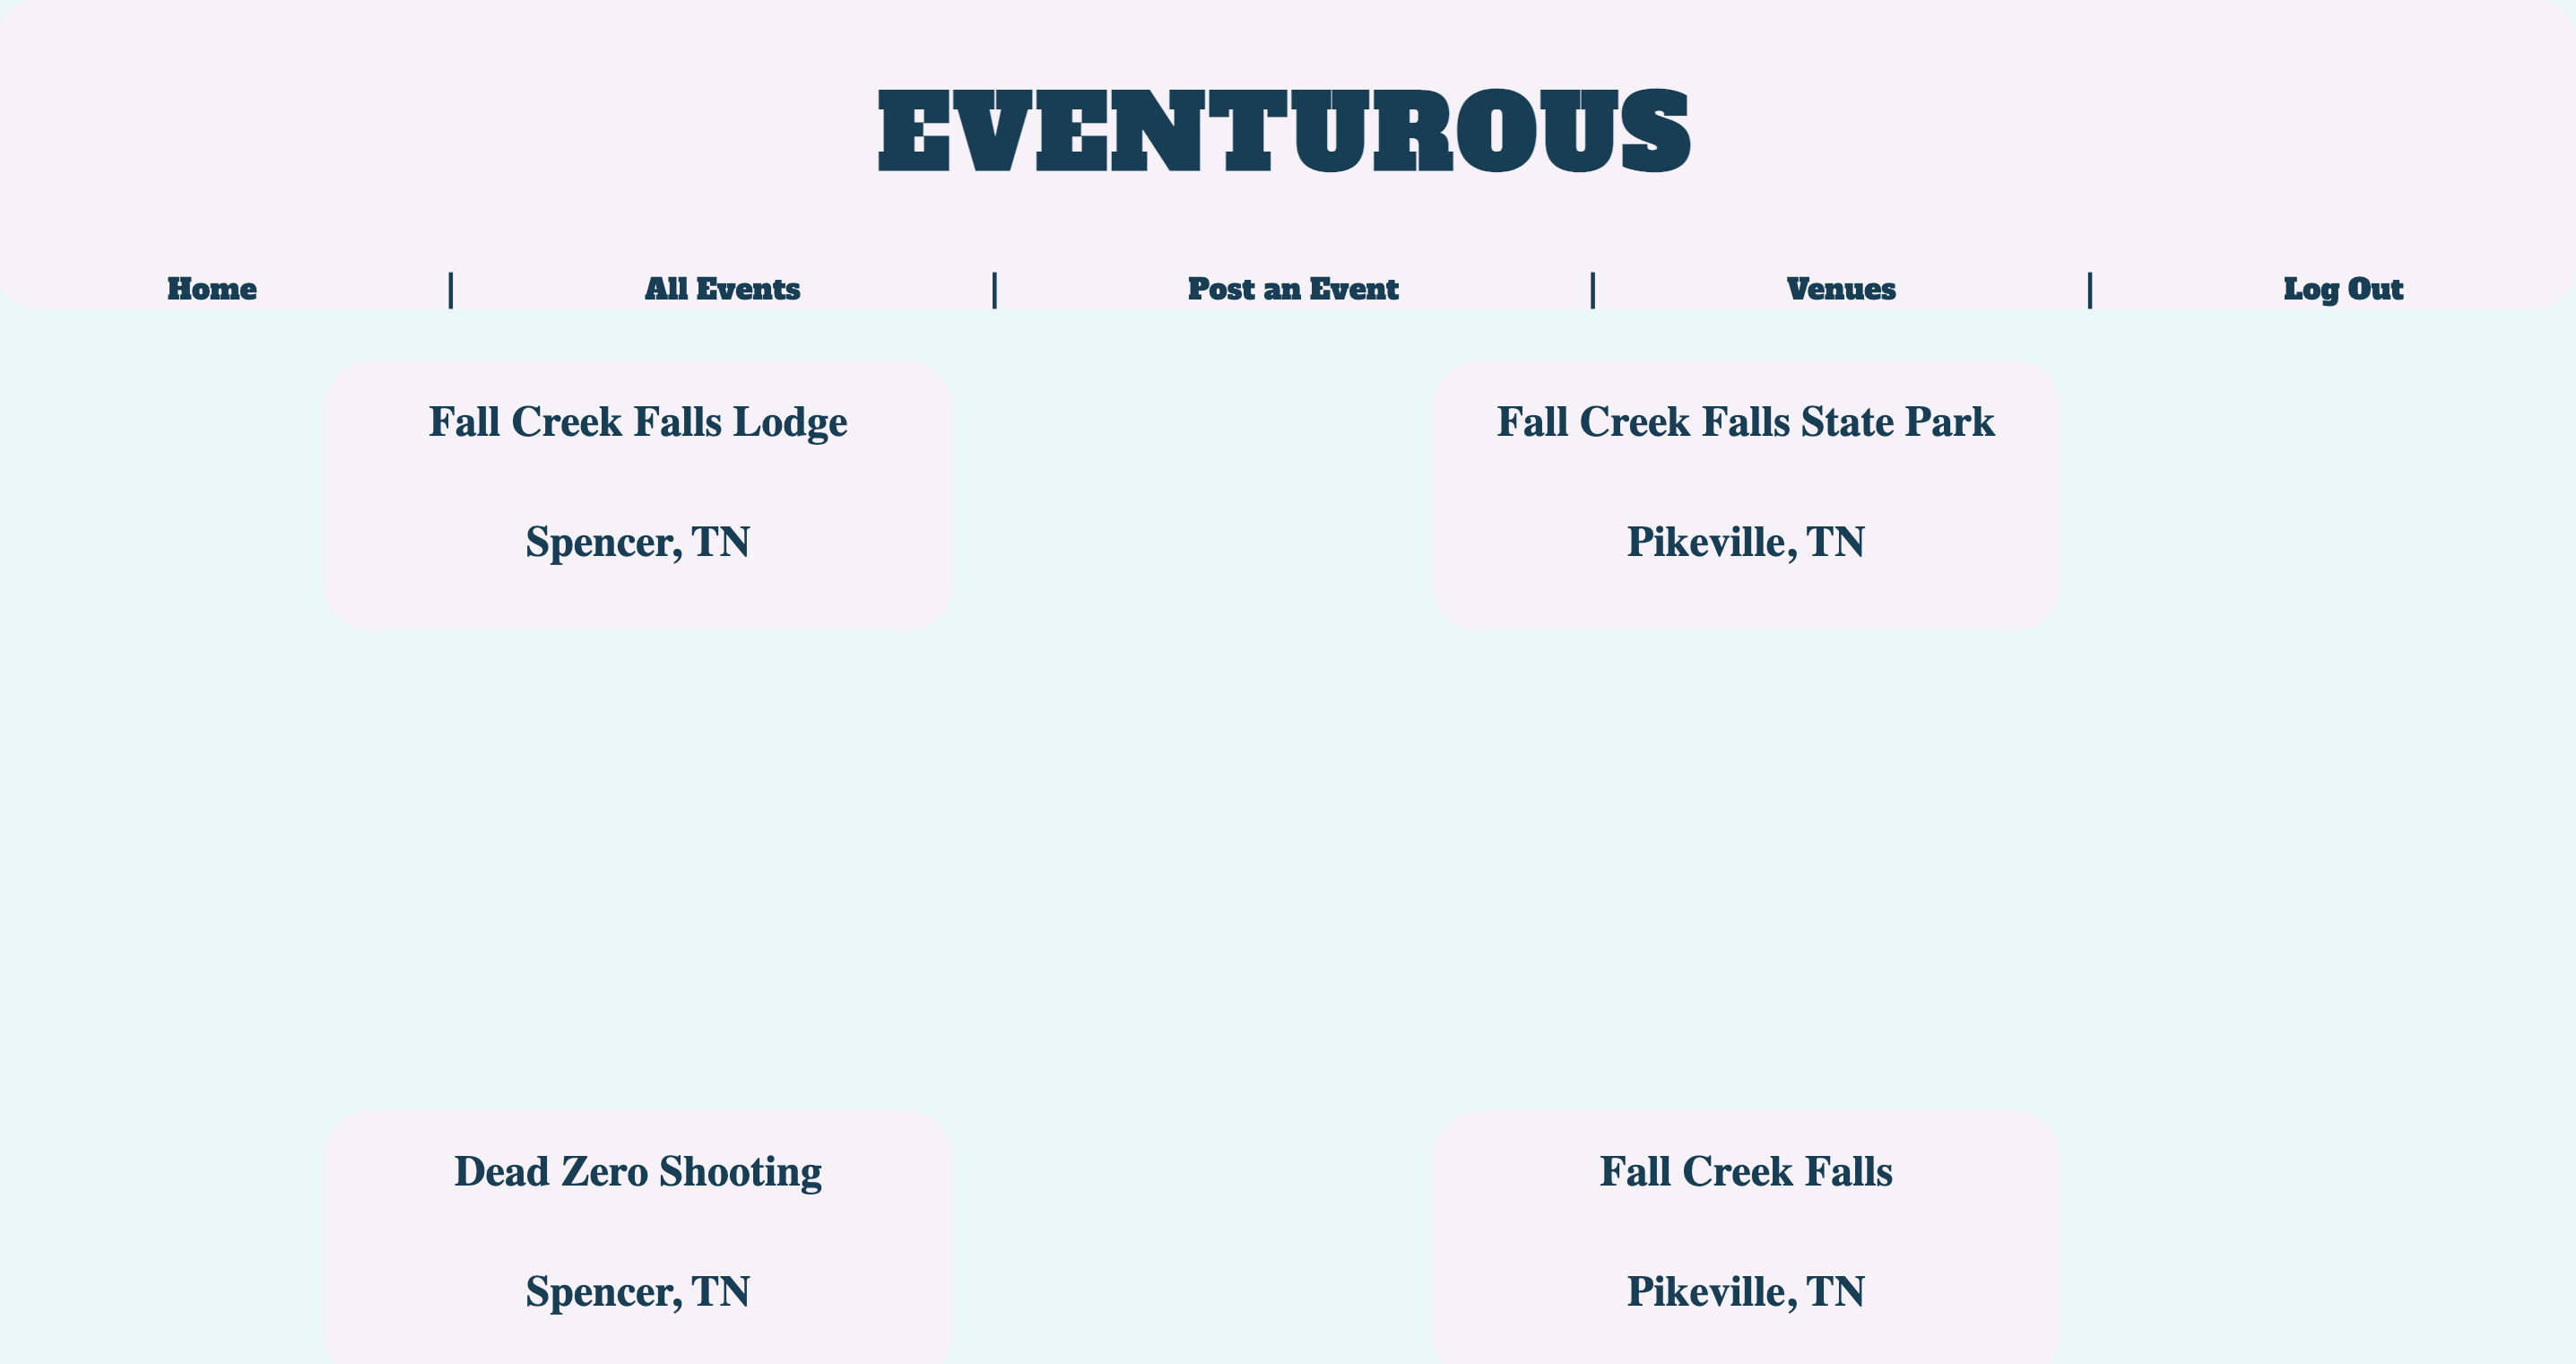 EVENTUROUS
Home | All Events | Post an Event | Venues | Log Out
Fall Creek Falls Lodge
Spencer, TN
Fall Creek Falls State Park
Pikeville, TN
Dead Zero Shooting
Spencer, TN
Fall Creek Falls
Pikeville, TN